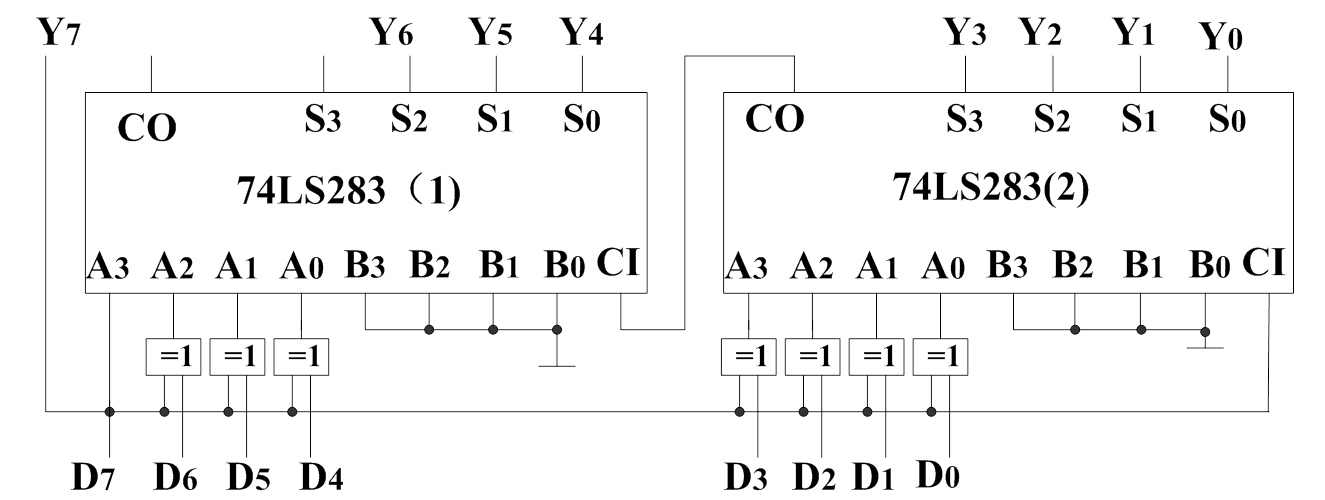 Y7 Y6 Y5 Y4 Y3 Y2 Y1 Y0
CO S3 S2 S1 S0 CO S3 S2 S1 S0
74LS283（1) 74LS283(2)
A3 A2 A1 A0 B3 B2 B1 B0 CI A3 A2 A1 A0 B3 B2 B1 B0 CI
=1 =1 =1 =1 =1 =1 =1
D7 D6 D5 D4 D3 D2 D1 D0